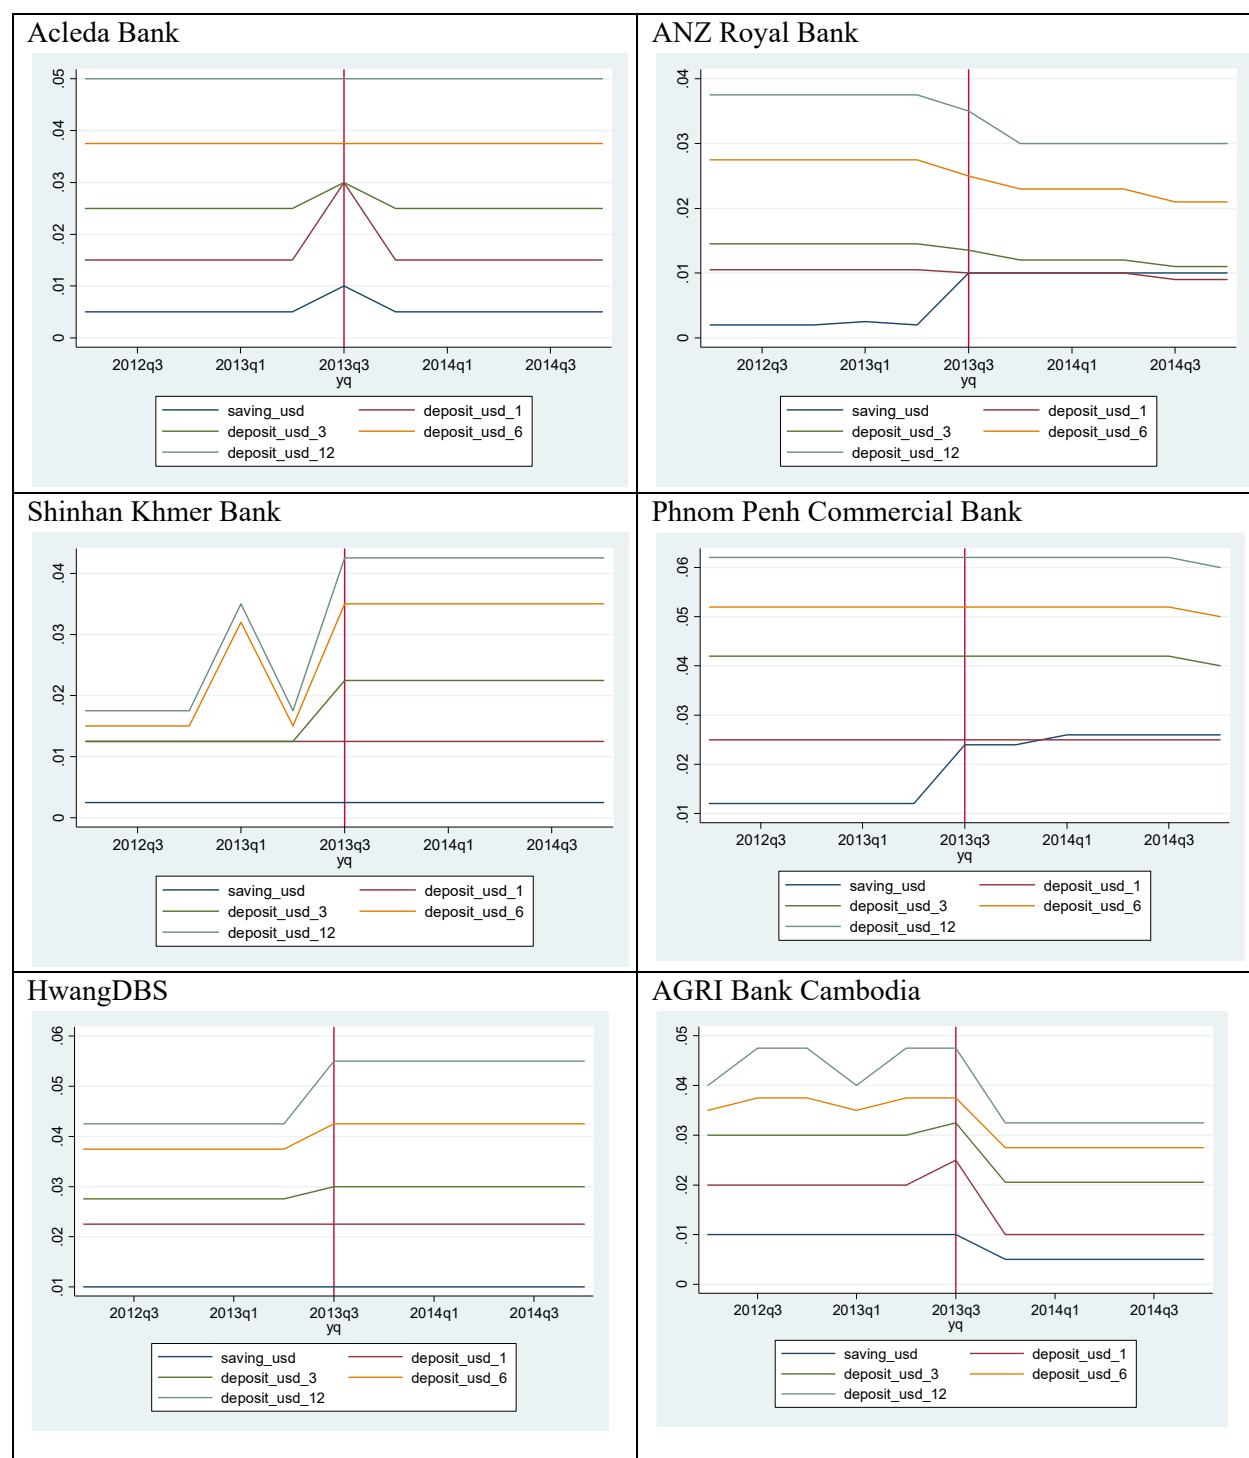 Acleda Bank
.05
.04
.03
.02
.01
0
2012q3 2013q1 2013q3 2014q1 2014q3
yq
saving_usd deposit_usd_1
deposit_usd_3 deposit_usd_6
deposit_usd_12
ANZ Royal Bank
.04
.03
.02
.01
0
2012q3 2013q1 2013q3 2014q1 2014q3
yq
saving_usd deposit_usd_1
deposit_usd_3 deposit_usd_6
deposit_usd_12
Shinhan Khmer Bank
.04
.03
.02
.01
0
2012q3 2013q1 2013q3 2014q1 2014q3
yq
saving_usd deposit_usd_1
deposit_usd_3 deposit_usd_6
deposit_usd_12
Phnom Penh Commercial Bank
.06
.05
.04
.03
.02
.01
2012q3 2013q1 2013q3 2014q1 2014q3
yq
saving_usd deposit_usd_1
deposit_usd_3 deposit_usd_6
deposit_usd_12
HwangDBS
.06
.05
.04
.03
.02
.01
2012q3 2013q1 2013q3 2014q1 2014q3
yq
saving_usd deposit_usd_1
deposit_usd_3 deposit_usd_6
deposit_usd_12
AGRI Bank Cambodia
.05
.04
.03
.02
.01
0
2012q3 2013q1 2013q3 2014q1 2014q3
yq
saving_usd deposit_usd_1
deposit_usd_3 deposit_usd_6
deposit_usd_12